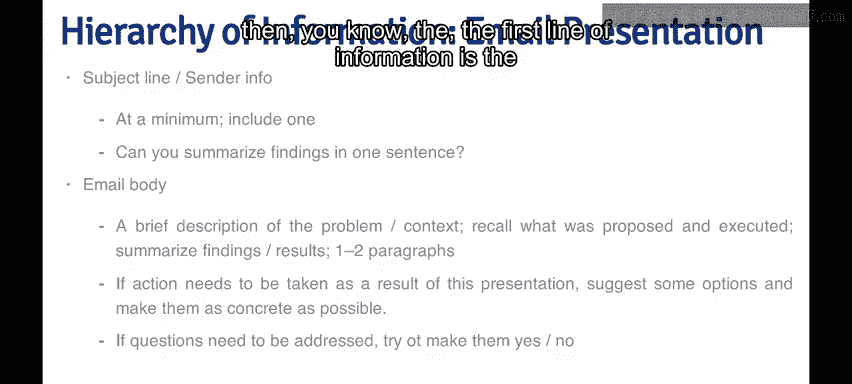 Hierarchy of Information: Email Presentation
then, you know, the, the first line of
information is the
· Subject line / Sender info
- At a minimum; include one
- Can you summarize findings in one sentence?
· Email body
- A brief description of the problem / context; recall what was proposed and executed;
summarize findings / results; 1–2 paragraphs
- If action needs to be taken as a result of this presentation, suggest some options and
make them as concrete as possible.
- If questions need to be addressed, try ot make them yes / no